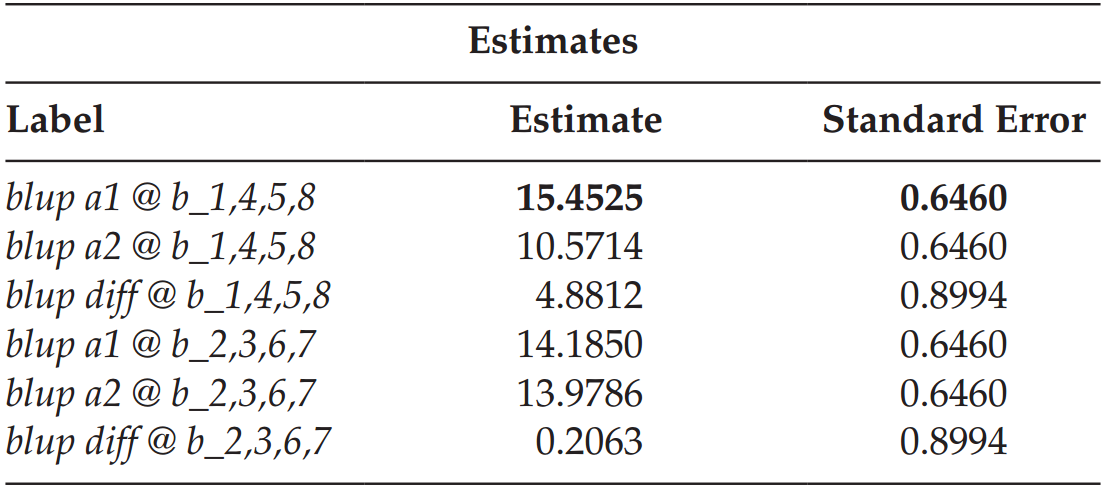 Estimates
Label Estimate Standard Error
blup a1 @ b_1,4,5,8 15.4525 0.6460
blup a2 @ b_1,4,5,8 10.5714 0.6460
blup diff @ b_1,4,5,8 4.8812 0.8994
blup a1 @ b_2,3,6,7 14.1850 0.6460
blup a2 @ b_2,3,6,7 13.9786 0.6460
blup diff @ b_2,3,6,7 0.2063 0.8994